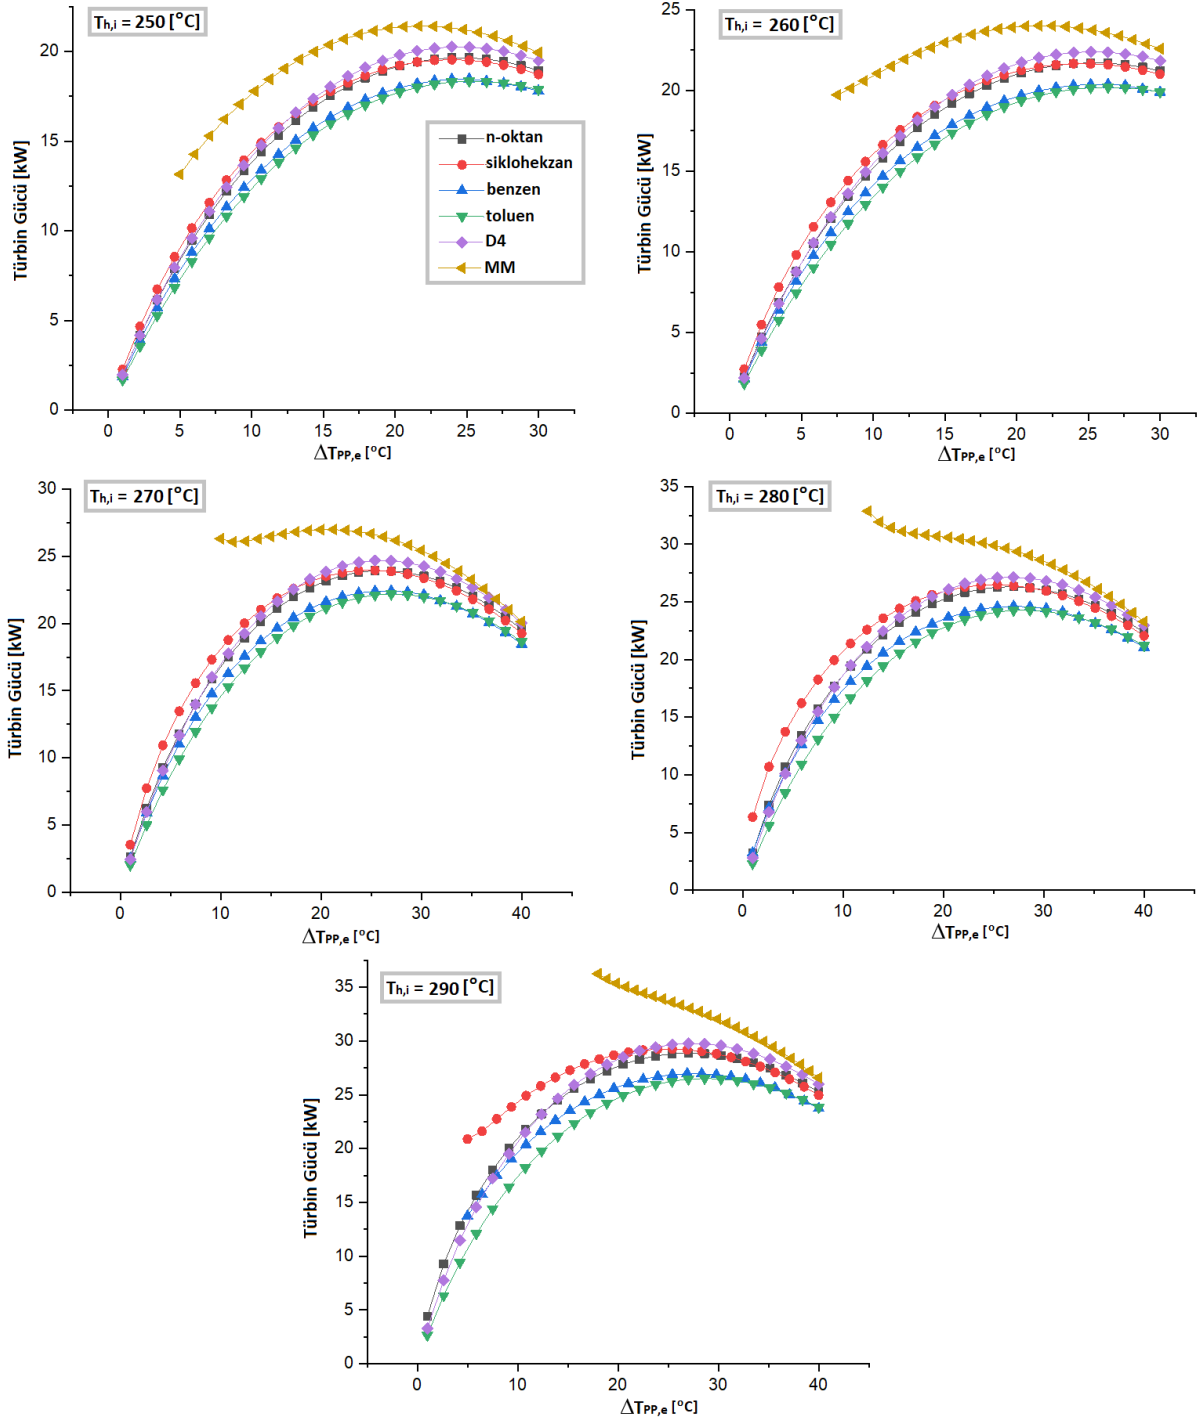 Th,i = 250 [°C]
Türbin Gücü [kW]
20
15
10
5
0
0 5 10 15 20 25 30
ΔTPP,e [°C]
n-oktan
siklohekzan
benzen
toluen
D4
MM
Th,i = 260 [°C]
Türbin Gücü [kW]
25
20
15
10
5
0
0 5 10 15 20 25 30
ΔTPP,e [°C]
Th,i = 270 [°C]
Türbin Gücü [kW]
30
25
20
15
10
5
0
0 10 20 30 40
ΔTPP,e [°C]
Th,i = 280 [°C]
Türbin Gücü [kW]
35
30
25
20
15
10
5
0
0 10 20 30 40
ΔTPP,e [°C]
Th,i = 290 [°C]
Türbin Gücü [kW]
35
30
25
20
15
10
5
0
0 10 20 30 40
ΔTPP,e [°C]